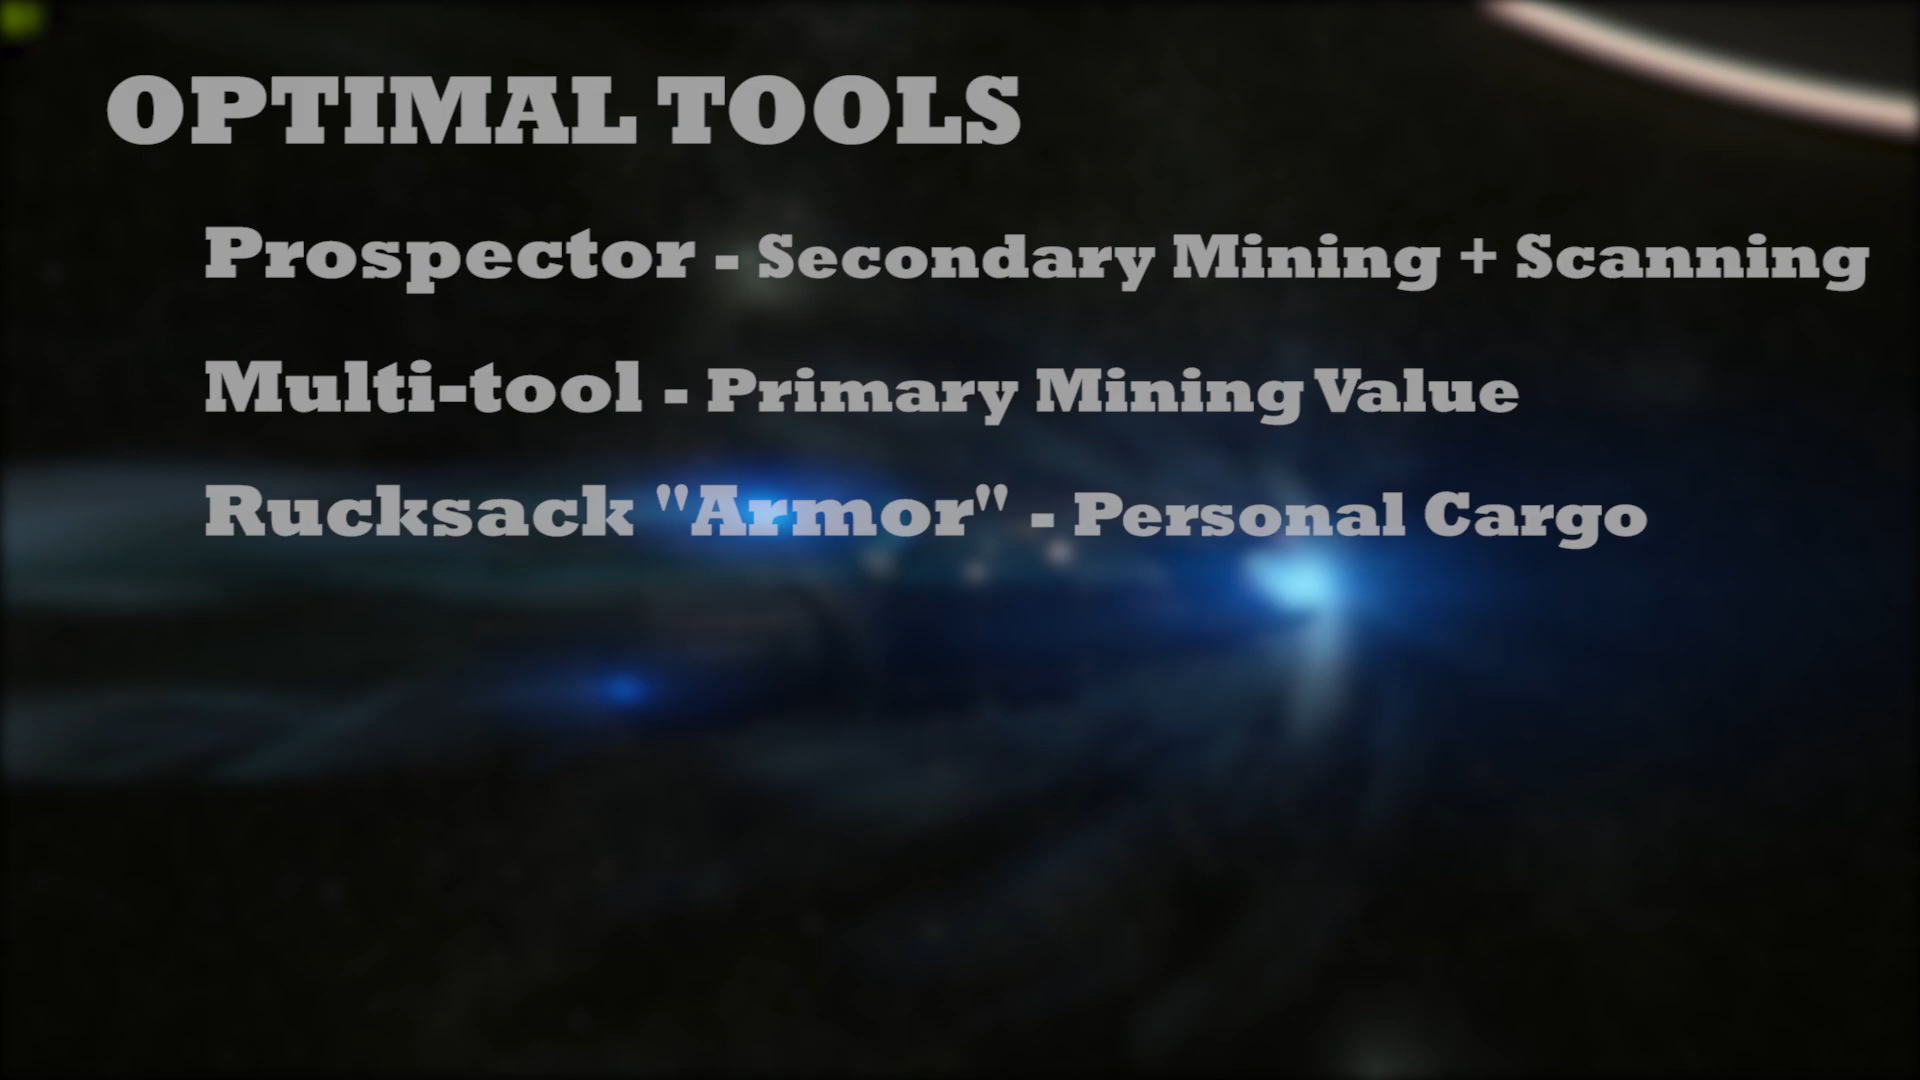 OPTIMAL TOOLS
Prospector - Secondary Mining + Scanning
Multi-tool - Primary Mining Value
Rucksack "Armor" - Personal Cargo